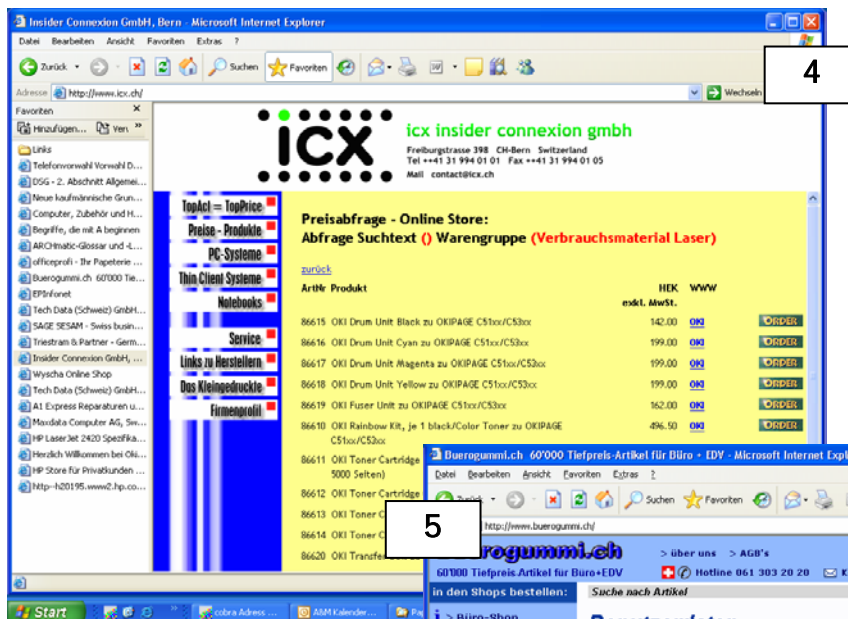 Insider Connexion GmbH, Bern - Microsoft Internet Explorer
Datei Bearbeiten Ansicht Favoriten Extras ?
Zurück Suchen Favoriten
4
Adresse http://www.icx.ch/ Wechseln
Favoriten
Hinzufügen... Ver
Links
Telefonvorwahl Vorwahl D...
DSG - 2. Abschnitt Allgemei...
Neue kaufmännische Grun...
Computer, Zubehör und H...
Begriffe, die mit A beginnen
ARCHmatic-Glossar und -L...
officeprofi - Ihr Papeterie ...
Buerogummi.ch 60'000 Tie...
EPInfonet
Tech Data (Schweiz) GmbH...
SAGE SESAM - Swiss busin...
Triestram & Partner - Germ...
Insider Connexion GmbH, ...
Wyscha Online Shop
Tech Data (Schweiz) GmbH...
A1 Express Reparaturen u...
Maxdata Computer AG, Sw...
HP LaserJet 2420 Spezifika...
Herzlich Willkommen bei Oki...
HP Store für Privatkunden ...
http--h20195.www2.hp.co...
icx
icx insider connexion gmbh
Freiburgstrasse 398 CH-Bern Switzerland
Tel ++41 31 994 01 01 Fax ++41 31 994 01 05
Mail contact@icx.ch
TopAct = TopPrice
Preise - Produkte
PC-Systeme
Thin Client Systeme
Notebooks
Service
Links zu Herstellern
Das Kleingedruckte
Firmenprofil
Preisabfrage - Online Store:
Abfrage Suchtext () Warengruppe (Verbrauchsmaterial Laser)
zurück
ArtNr Produkt HEK WWW
exkl. MwSt.
86615 OKI Drum Unit Black zu OKIPAGE C51xx/C53xx 142.00 OKI ORDER
86616 OKI Drum Unit Cyan zu OKIPAGE C51xx/C53xx 199.00 OKI ORDER
86617 OKI Drum Unit Magenta zu OKIPAGE C51xx/C53xx 199.00 OKI ORDER
86618 OKI Drum Unit Yellow zu OKIPAGE C51xx/C53xx 199.00 OKI ORDER
86619 OKI Fuser Unit zu OKIPAGE C51xx/C53xx 162.00 OKI ORDER
86610 OKI Rainbow Kit, je 1 black/Color Toner zu OKIPAGE 496.50 OKI ORDER
C51xx/C53xx
86611 OKI Toner Cartridge
5000 Seiten)
86612 OKI Toner Cartridge
86613 OKI Toner C
86614 OKI Toner C
86620 OKI Transfer
Buerogummi.ch 60'000 Tiefpreis-Artikel für Büro + EDV - Microsoft Internet Expl
Datei Bearbeiten Ansicht Favoriten Extras ?
Suchen Favoriten
5
http://www.buerogummi.ch/
rogummi.ch > über uns > AGB's
60'000 Tiefpreis-Artikel für Büro+EDV Hotline 061 303 20 20 K
in den Shops bestellen: Suche nach Artikel
> Büro-Shop
Start cobra Adress ... A&M Kalender... Pa